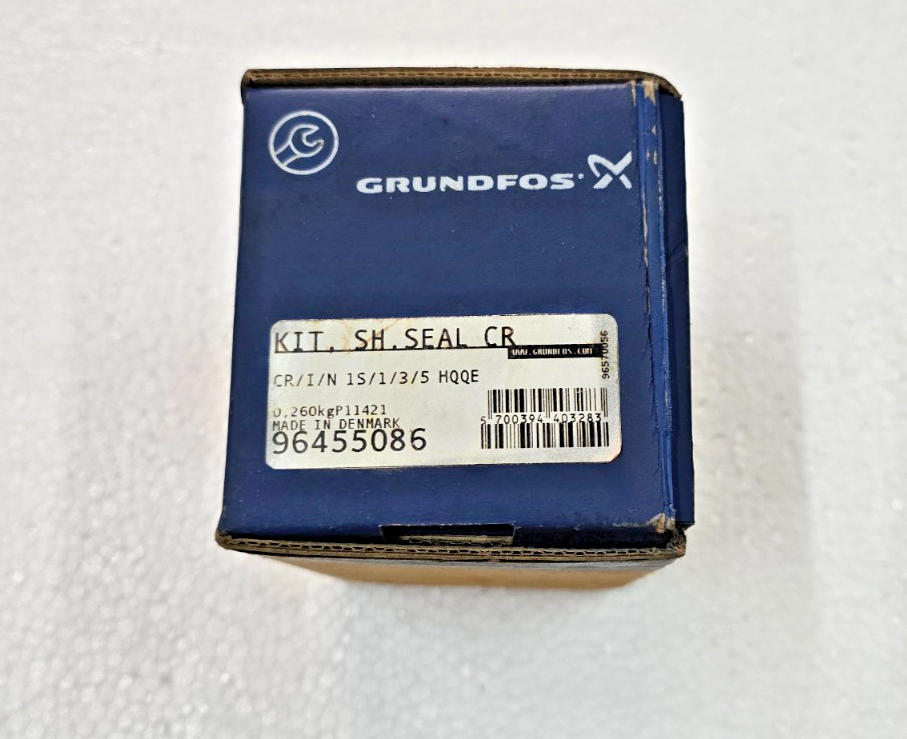 GRUNDFOS
KIT, SH.SEAL CR
WWW.GRUNDFOS.COM
96570056
CR/I/N 1S/1/3/5 HQQE
0,260kgP11421
MADE IN DENMARK
96455086
5 700394 403283